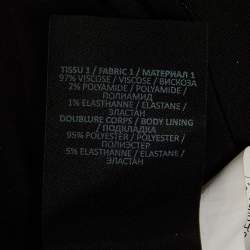 TISSU 1 / FABRIC 1 / МАТЕРИАЛ 1
97% VISCOSE / VISCOSE / ВИСКОЗА
2% POLYAMIDE / POLYAMIDE /
ПОЛИАМИД
1% ELASTHANNE / ELASTANE /
ЭЛАСТАН
DOUBLURE CORPS / BODY LINING
/ ПОДКЛАДКА
95% POLYESTER / POLYESTER /
ПОЛИЭСТЕР
5% ELASTHANNE / ELASTANE /
ЭЛАСТАН